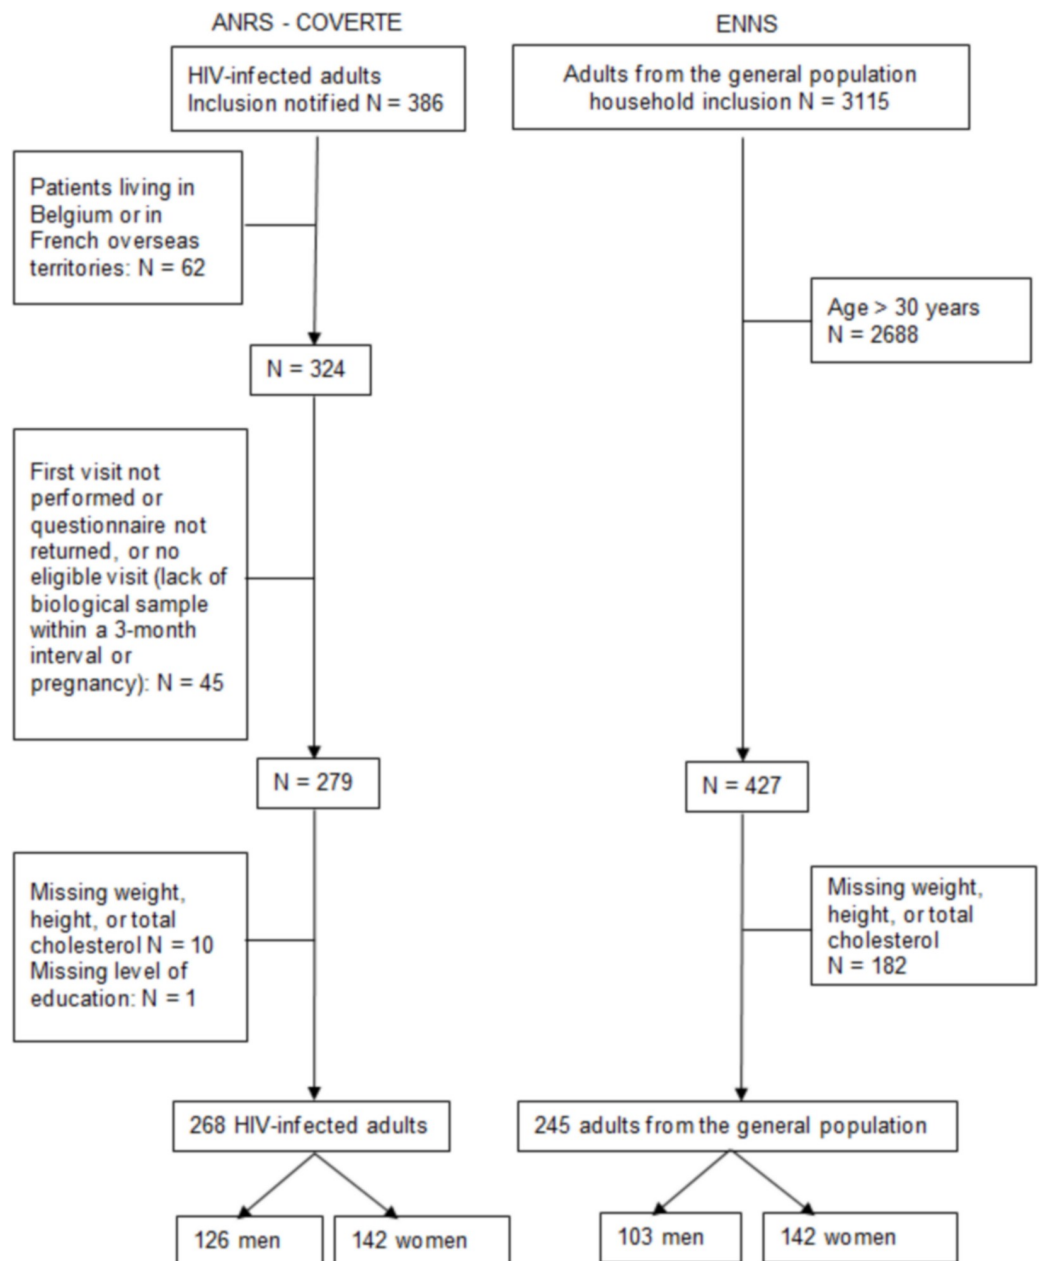 ANRS - COVERTE
HIV-infected adults
Inclusion notified N = 386
Patients living in
Belgium or in
French overseas
territories: N = 62
N = 324
First visit not
performed or
questionnaire not
returned, or no
eligible visit (lack of
biological sample
within a 3-month
interval or
pregnancy): N = 45
N = 279
Missing weight,
height, or total
cholesterol N = 10
Missing level of
education: N = 1
268 HIV-infected adults
126 men
142 women
ENNS
Adults from the general population
household inclusion N = 3115
Age > 30 years
N = 2688
N = 427
Missing weight,
height, or total
cholesterol
N = 182
245 adults from the general population
103 men
142 women